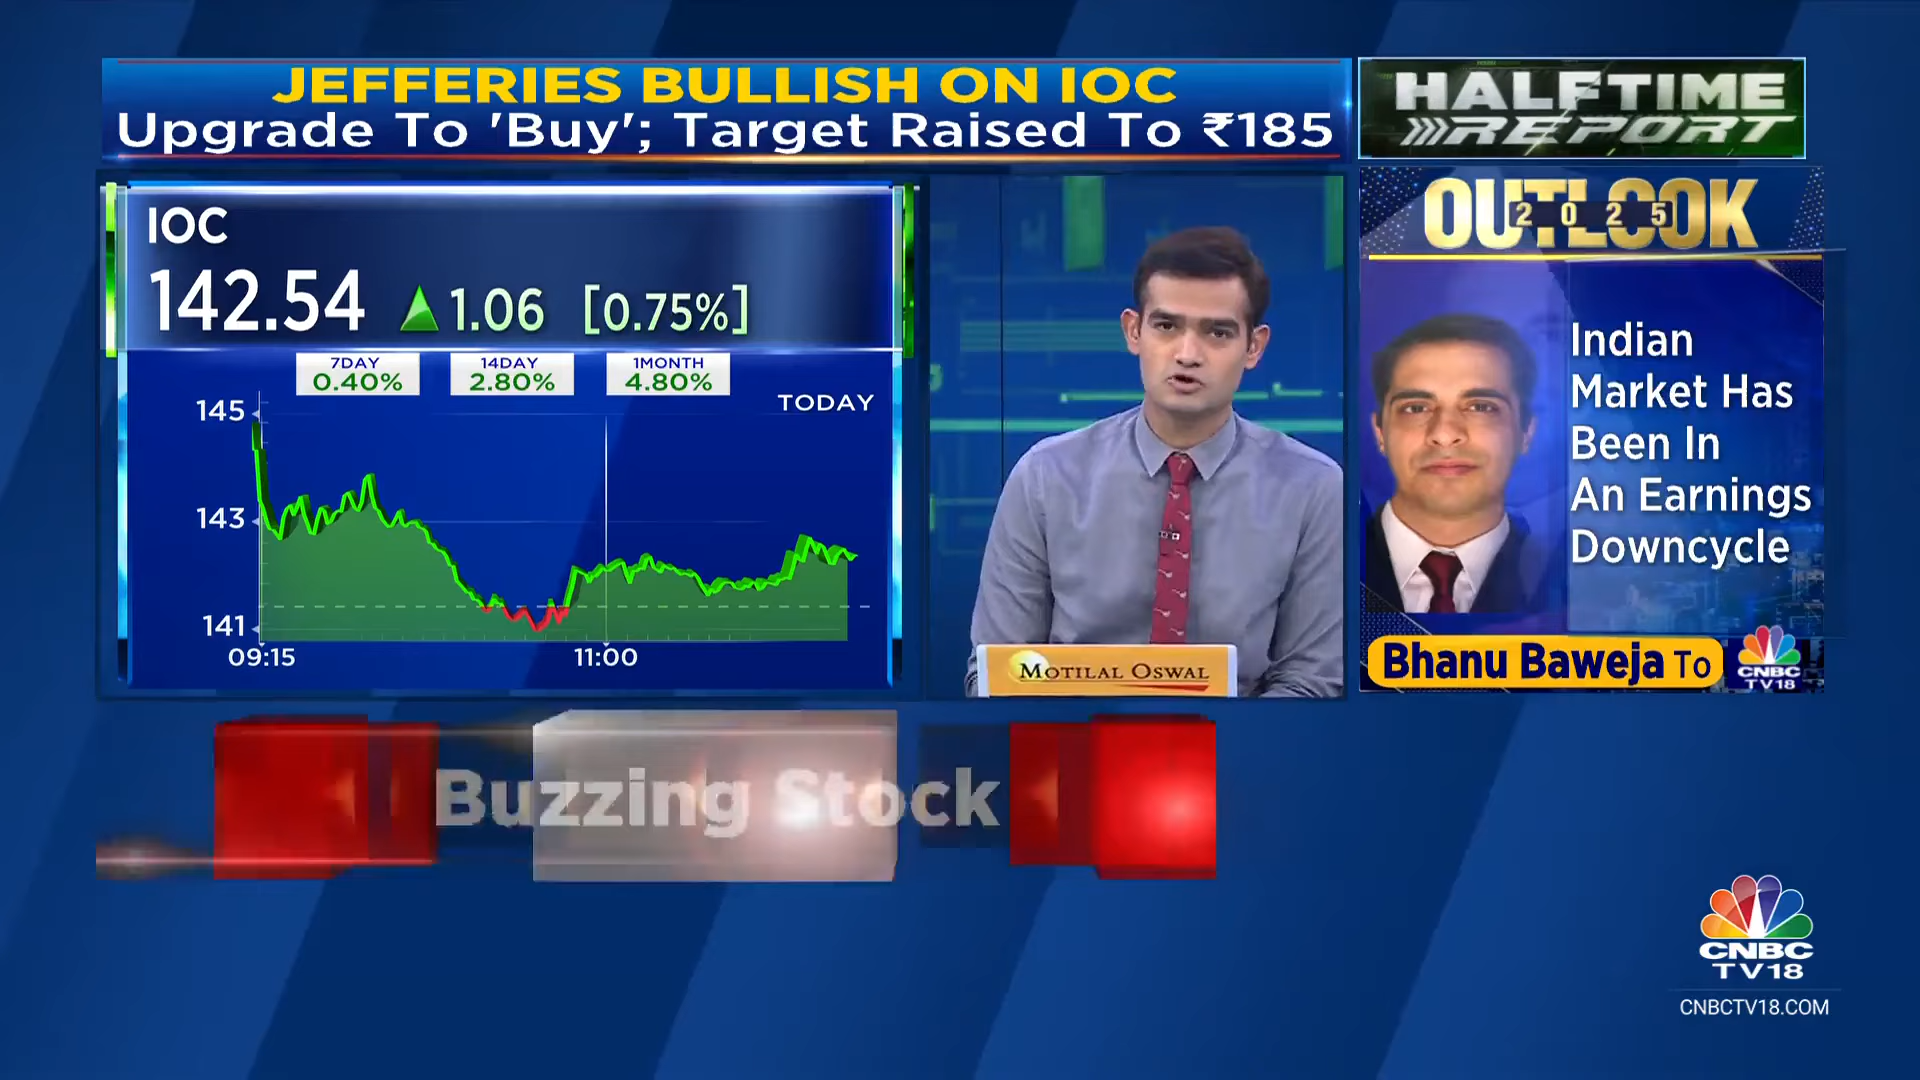 JEFFERIES BULLISH ON IOC
Upgrade To 'Buy'; Target Raised To ₹185
HALFTIME
REPORT
IOC
142.54 1.06 [0.75%]
7DAY
0.40%
14DAY
2.80%
1MONTH
4.80%
TODAY
145
143
141
09:15
11:00
MOTILAL OSWAL
OUTLOOK
2025
Indian
Market Has
Been In
An Earnings
Downcycle
Bhanu Baweja To
CNBC
TV18
Buzzing Stock
CNBC
TV18
CNBCTV18.COM